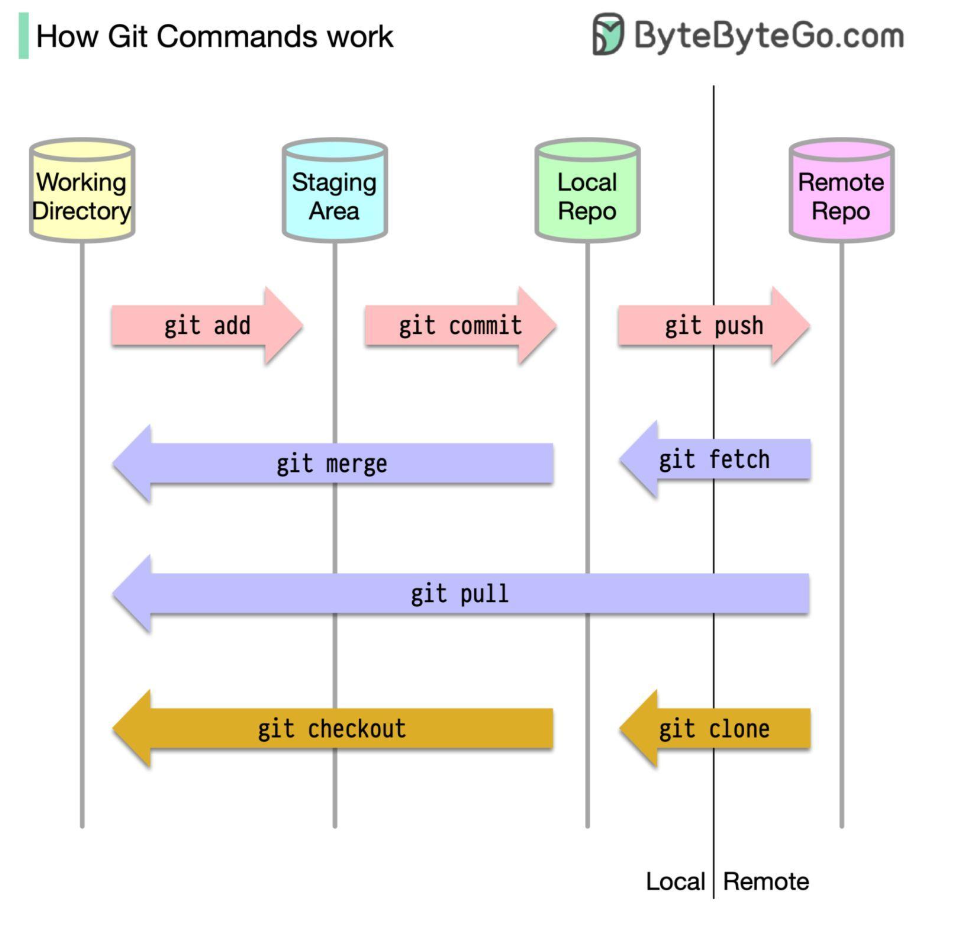 How Git Commands work
ByteByteGo.com
Working
Directory
Staging
Area
Local
Repo
Remote
Repo
git add
git commit
git push
git merge
git fetch
git pull
git checkout
git clone
Local
Remote